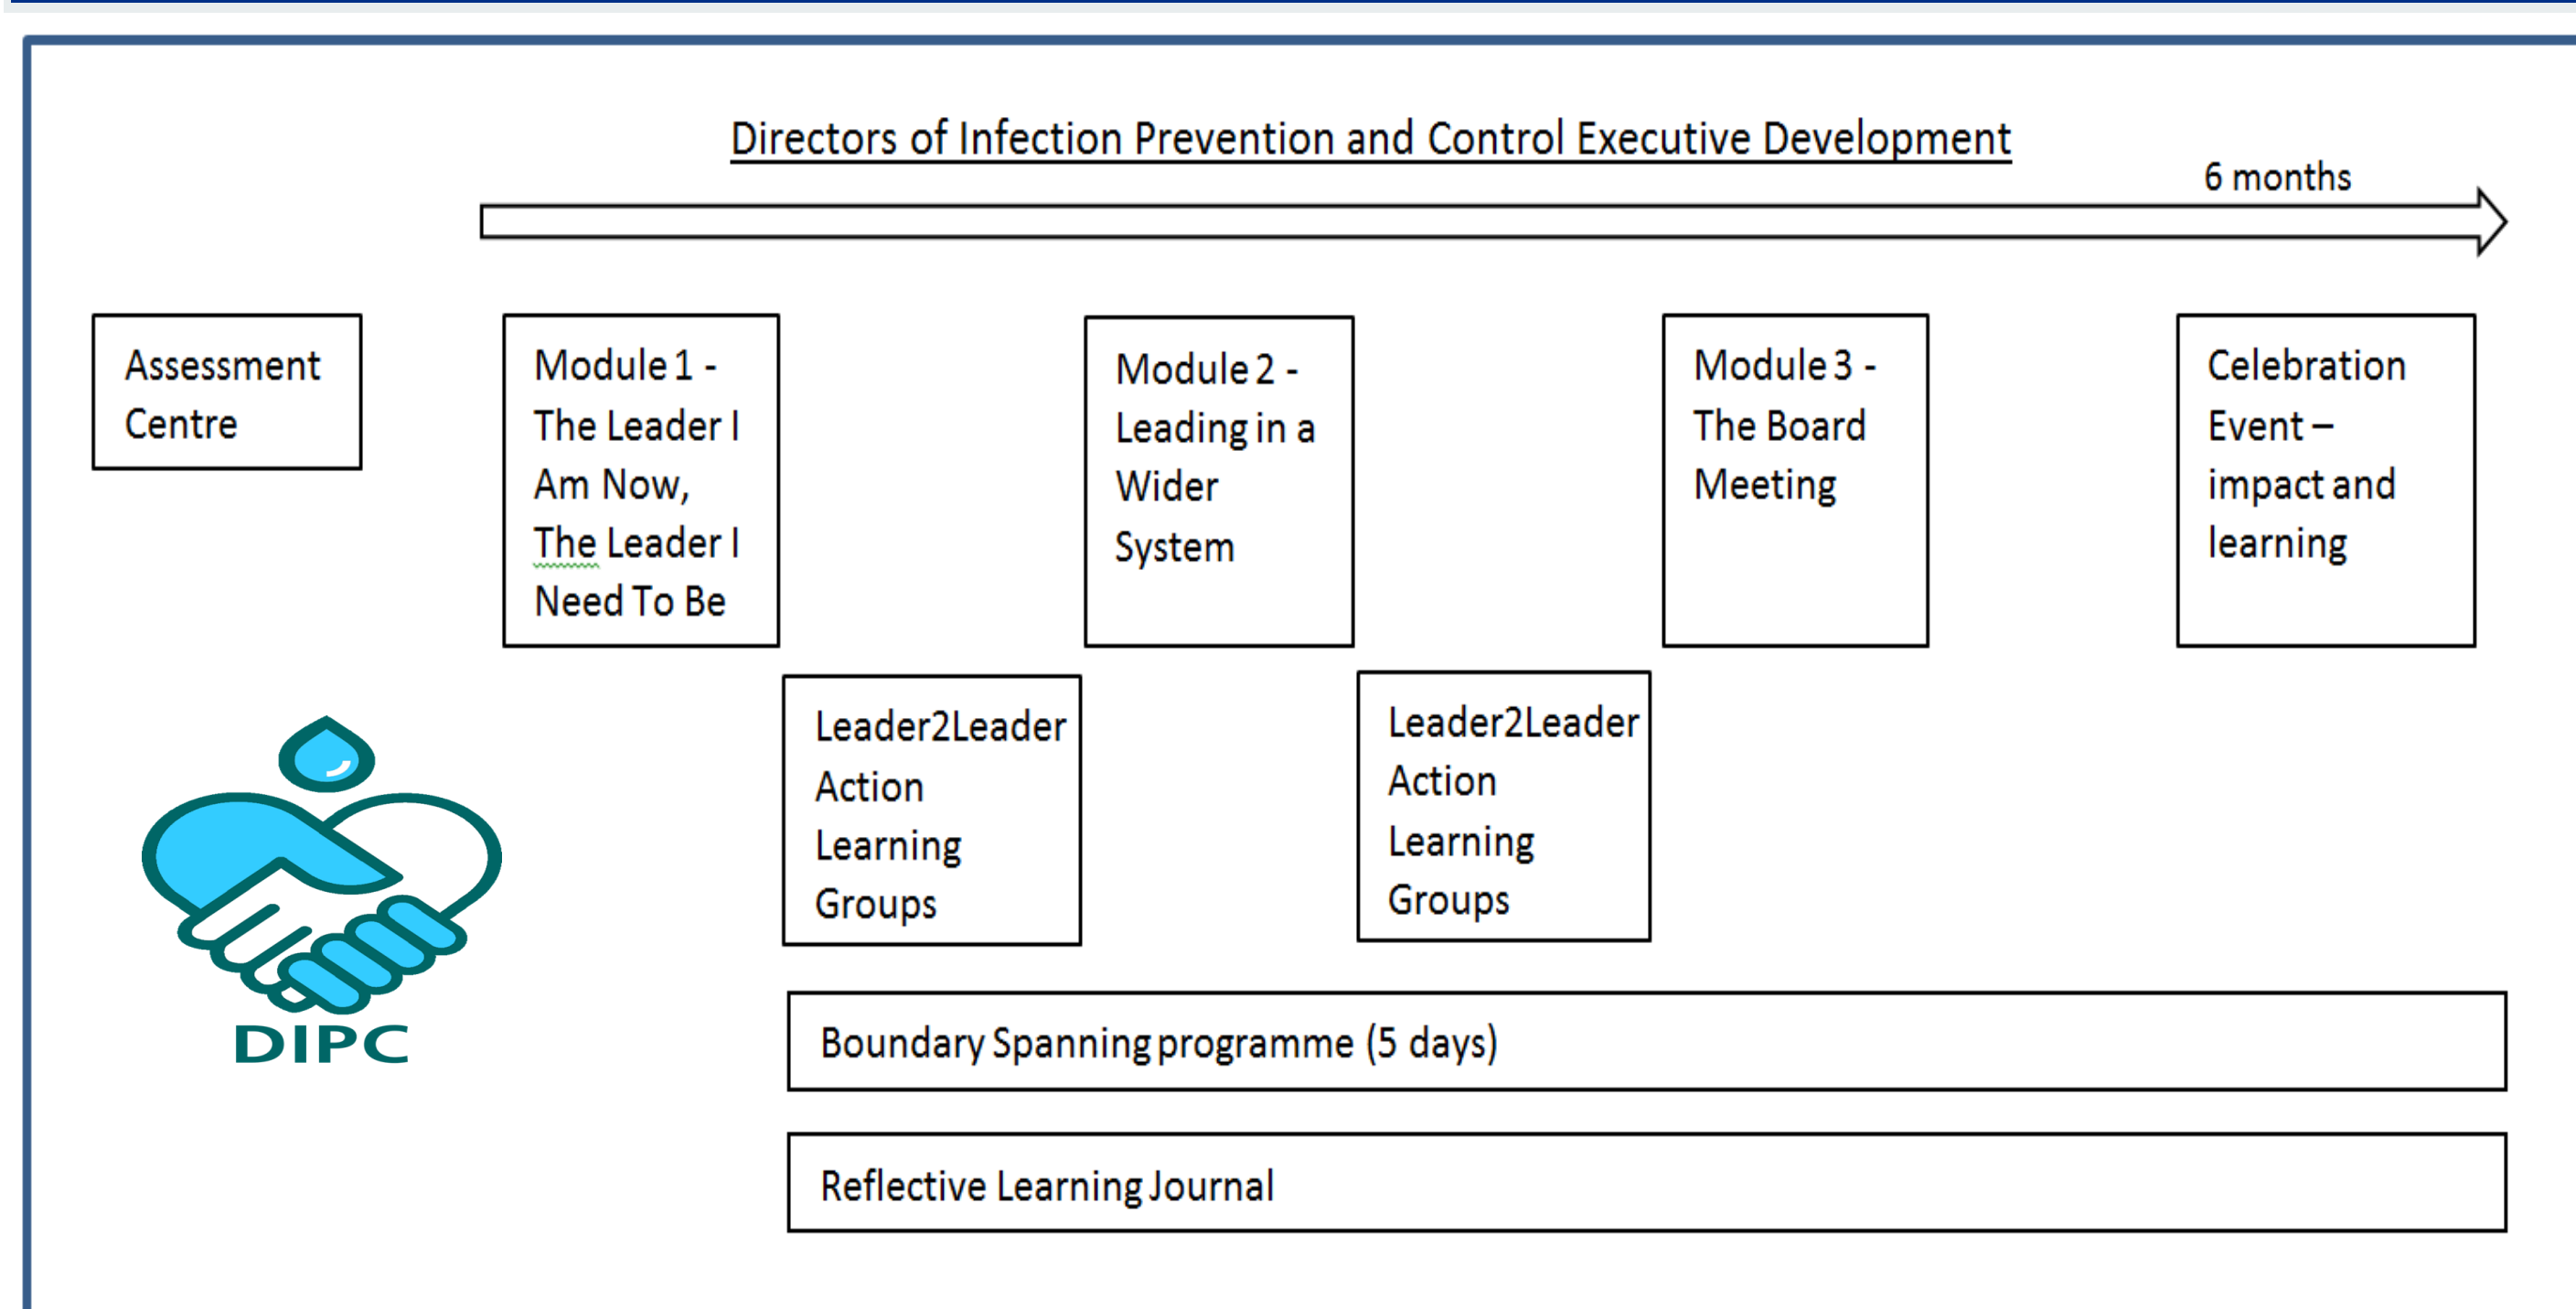 Directors of Infection Prevention and Control Executive Development
6 months
Assessment
Centre
Module 1 -
The Leader I
Am Now,
The Leader I
Need To Be
Module 2 -
Leading in a
Wider
System
Module 3 -
The Board
Meeting
Celebration
Event –
impact and
learning
Leader2Leader
Action
Learning
Groups
Leader2Leader
Action
Learning
Groups
DIPC
Boundary Spanning programme (5 days)
Reflective Learning Journal